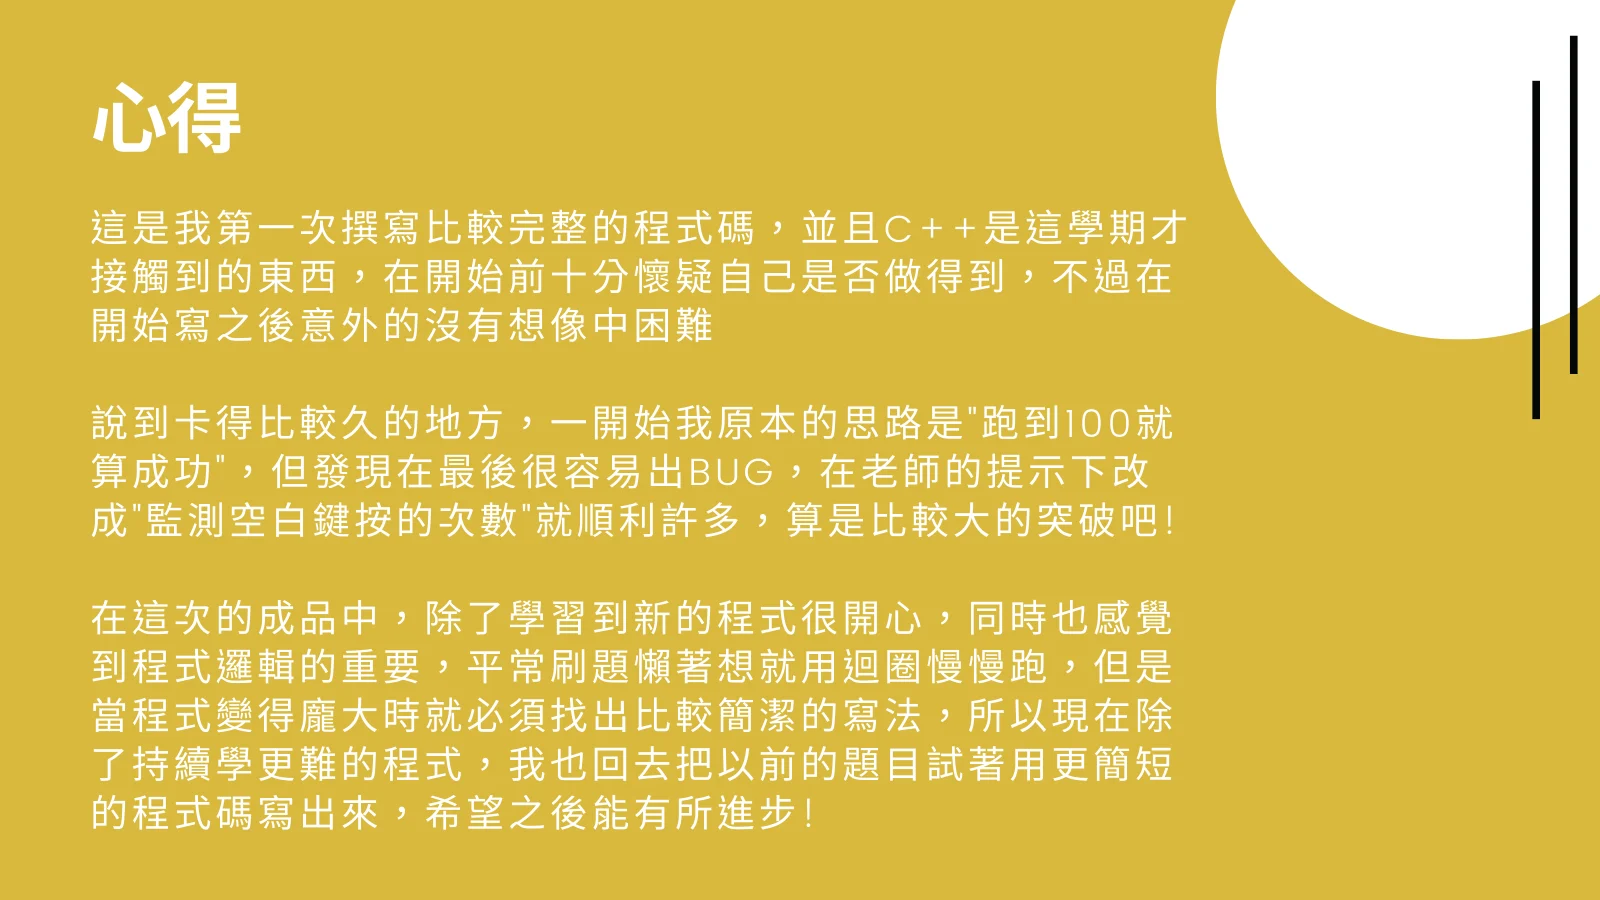 心得
這是我第一次撰寫比較完整的程式碼，並且C++是這學期才
接觸到的東西，在開始前十分懷疑自己是否做得到，不過在
開始寫之後意外的沒有想像中困難
說到卡得比較久的地方，一開始我原本的思路是"跑到100就
算成功"，但發現在最後很容易出BUG，在老師的提示下改
成"監測空白鍵按的次數"就順利許多，算是比較大的突破吧!
在這次的成品中，除了學習到新的程式很開心，同時也感覺
到程式邏輯的重要，平常刷題懶著想就用迴圈慢慢跑，但是
當程式變得龐大時就必須找出比較簡潔的寫法，所以現在除
了持續學更難的程式，我也回去把以前的題目試著用更簡短
的程式碼寫出來，希望之後能有所進步!